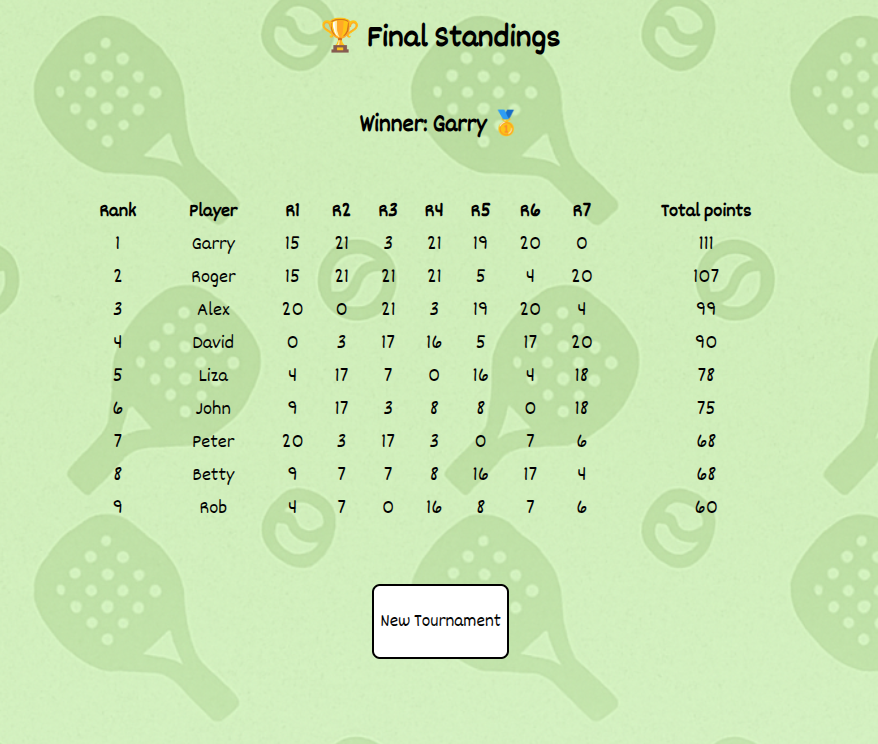 🏆 Final Standings
Winner: Garry 🥇
Rank Player R1 R2 R3 R4 R5 R6 R7 Total points
1 Garry 15 21 3 21 19 20 0 111
2 Roger 15 21 21 21 5 4 20 107
3 Alex 20 0 21 3 19 20 4 99
4 David 0 3 17 16 5 17 20 90
5 Liza 4 17 7 0 16 4 18 78
6 John 9 17 3 8 8 0 18 75
7 Peter 20 3 17 3 0 7 6 68
8 Betty 9 7 7 8 16 17 4 68
9 Rob 4 7 0 16 8 7 6 60
New Tournament